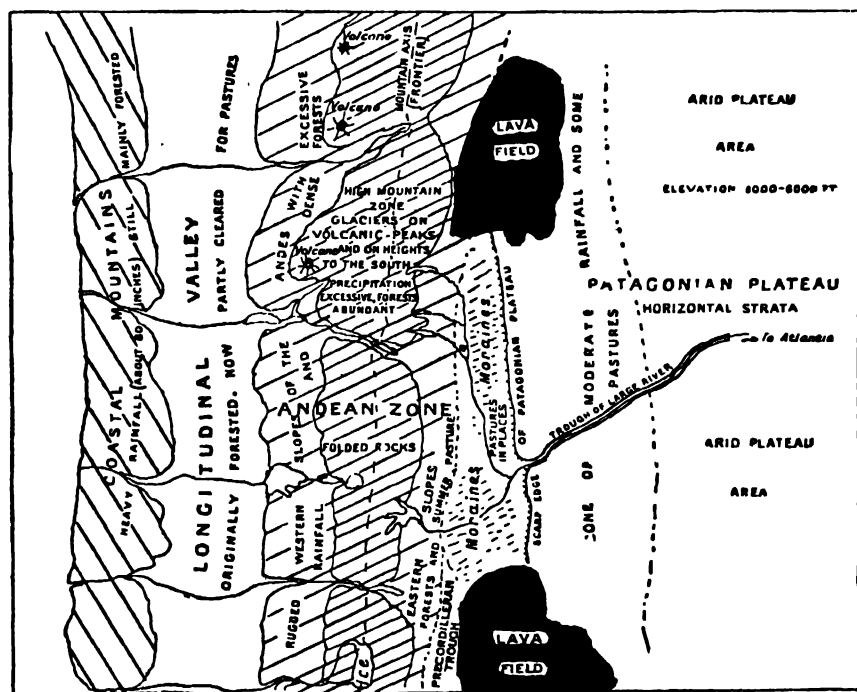 COASTAL MOUNTAINS
HEAVY RAINFALL (ABOUT 80 INCHES) STILL MAINLY FORESTED
LONGITUDINAL VALLEY
ORIGINALLY FORESTED. NOW PARTLY CLEARED FOR PASTURES
RUGGED WESTERN SLOPES OF THE ANDES WITH DENSE
RAINFALL AND EXCESSIVE FORESTS
Volcano
Volcano
Volcano
MOUNTAIN AXIS
(FRONTIER)
HIGH MOUNTAIN
ZONE
GLACIERS ON
VOLCANIC PEAKS
AND ON HEIGHTS
TO THE SOUTH
PRECIPITATION
EXCESSIVE, FORESTS
ABUNDANT
ANDEAN ZONE
FOLDED ROCKS
ICE
EASTERN SLOPES
FORESTS AND SUMMER PASTURE
PRECORDILLERAN
TROUGH
Moraines
Moraines
PASTURES
IN PLACES
SCARP EDGE OF PATAGONIAN PLATEAU
LAVA
FIELD
LAVA
FIELD
ONE OF MODERATE RAINFALL AND SOME
PASTURES
TROUGH OF LARGE RIVER
to Atlantic
ARID PLATEAU
AREA
ELEVATION
PATAGONIAN PLATEAU
HORIZONTAL STRATA
ARID PLATEAU
AREA